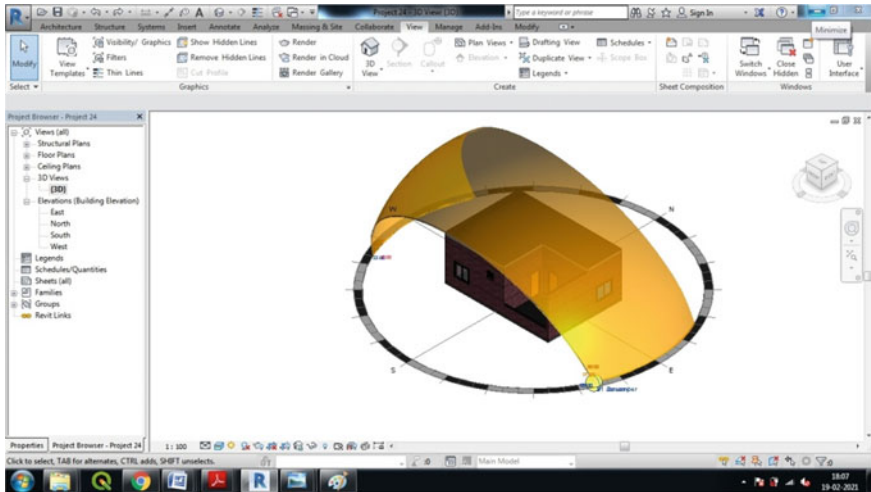 Project 24 - 3D View: {3D}
Type a keyword or phrase
Sign In
Minimize
Architecture Structure Systems Insert Annotate Analyze Massing & Site Collaborate View Manage Add-Ins Modify
Modify
View Templates
Visibility/ Graphics
Filters
Thin Lines
Show Hidden Lines
Remove Hidden Lines
Cut Profile
Render
Render in Cloud
Render Gallery
3D View
Section
Callout
Plan Views
Elevation
Drafting View
Duplicate View
Legends
Schedules
Scope Box
Switch Windows
Close Hidden
User Interface
Select
Graphics
Create
Sheet Composition
Windows
Project Browser - Project 24
Views (all)
Structural Plans
Floor Plans
Ceiling Plans
3D Views
{3D}
Elevations (Building Elevation)
East
North
South
West
Legends
Schedules/Quantities
Sheets (all)
Families
Groups
Revit Links
W
N
S
E
Properties
Project Browser - Project 24
1 : 100
Click to select, TAB for alternates, CTRL adds, SHIFT unselects.
:0
Main Model
:0
18:07
19-02-2021